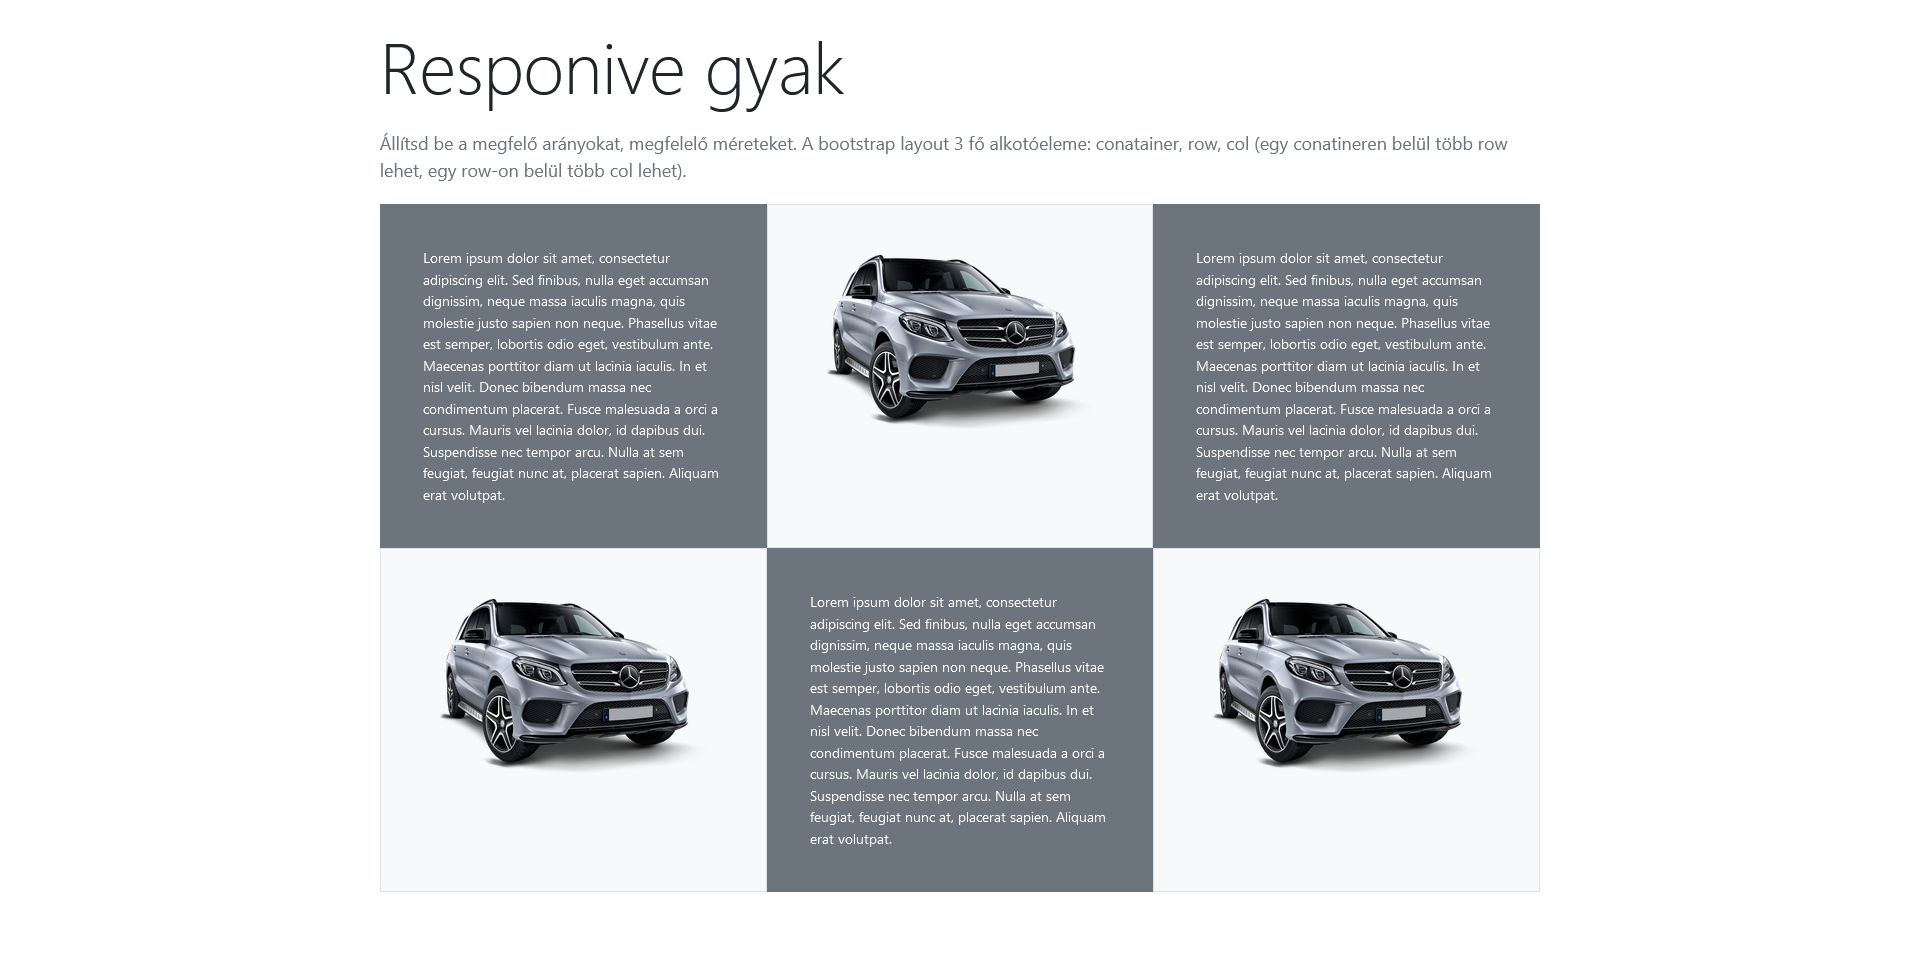 Responive gyak
Állítsd be a megfelő arányokat, megfelelő méreteket. A bootstrap layout 3 fő alkotóeleme: conatainer, row, col (egy conatineren belül több row
lehet, egy row-on belül több col lehet).
Lorem ipsum dolor sit amet, consectetur
adipiscing elit. Sed finibus, nulla eget accumsan
dignissim, neque massa iaculis magna, quis
molestie justo sapien non neque. Phasellus vitae
est semper, lobortis odio eget, vestibulum ante.
Maecenas porttitor diam ut lacinia iaculis. In et
nisl velit. Donec bibendum massa nec
condimentum placerat. Fusce malesuada a orci a
cursus. Mauris vel lacinia dolor, id dapibus dui.
Suspendisse nec tempor arcu. Nulla at sem
feugiat, feugiat nunc at, placerat sapien. Aliquam
erat volutpat.
Lorem ipsum dolor sit amet, consectetur
adipiscing elit. Sed finibus, nulla eget accumsan
dignissim, neque massa iaculis magna, quis
molestie justo sapien non neque. Phasellus vitae
est semper, lobortis odio eget, vestibulum ante.
Maecenas porttitor diam ut lacinia iaculis. In et
nisl velit. Donec bibendum massa nec
condimentum placerat. Fusce malesuada a orci a
cursus. Mauris vel lacinia dolor, id dapibus dui.
Suspendisse nec tempor arcu. Nulla at sem
feugiat, feugiat nunc at, placerat sapien. Aliquam
erat volutpat.
Lorem ipsum dolor sit amet, consectetur
adipiscing elit. Sed finibus, nulla eget accumsan
dignissim, neque massa iaculis magna, quis
molestie justo sapien non neque. Phasellus vitae
est semper, lobortis odio eget, vestibulum ante.
Maecenas porttitor diam ut lacinia iaculis. In et
nisl velit. Donec bibendum massa nec
condimentum placerat. Fusce malesuada a orci a
cursus. Mauris vel lacinia dolor, id dapibus dui.
Suspendisse nec tempor arcu. Nulla at sem
feugiat, feugiat nunc at, placerat sapien. Aliquam
erat volutpat.